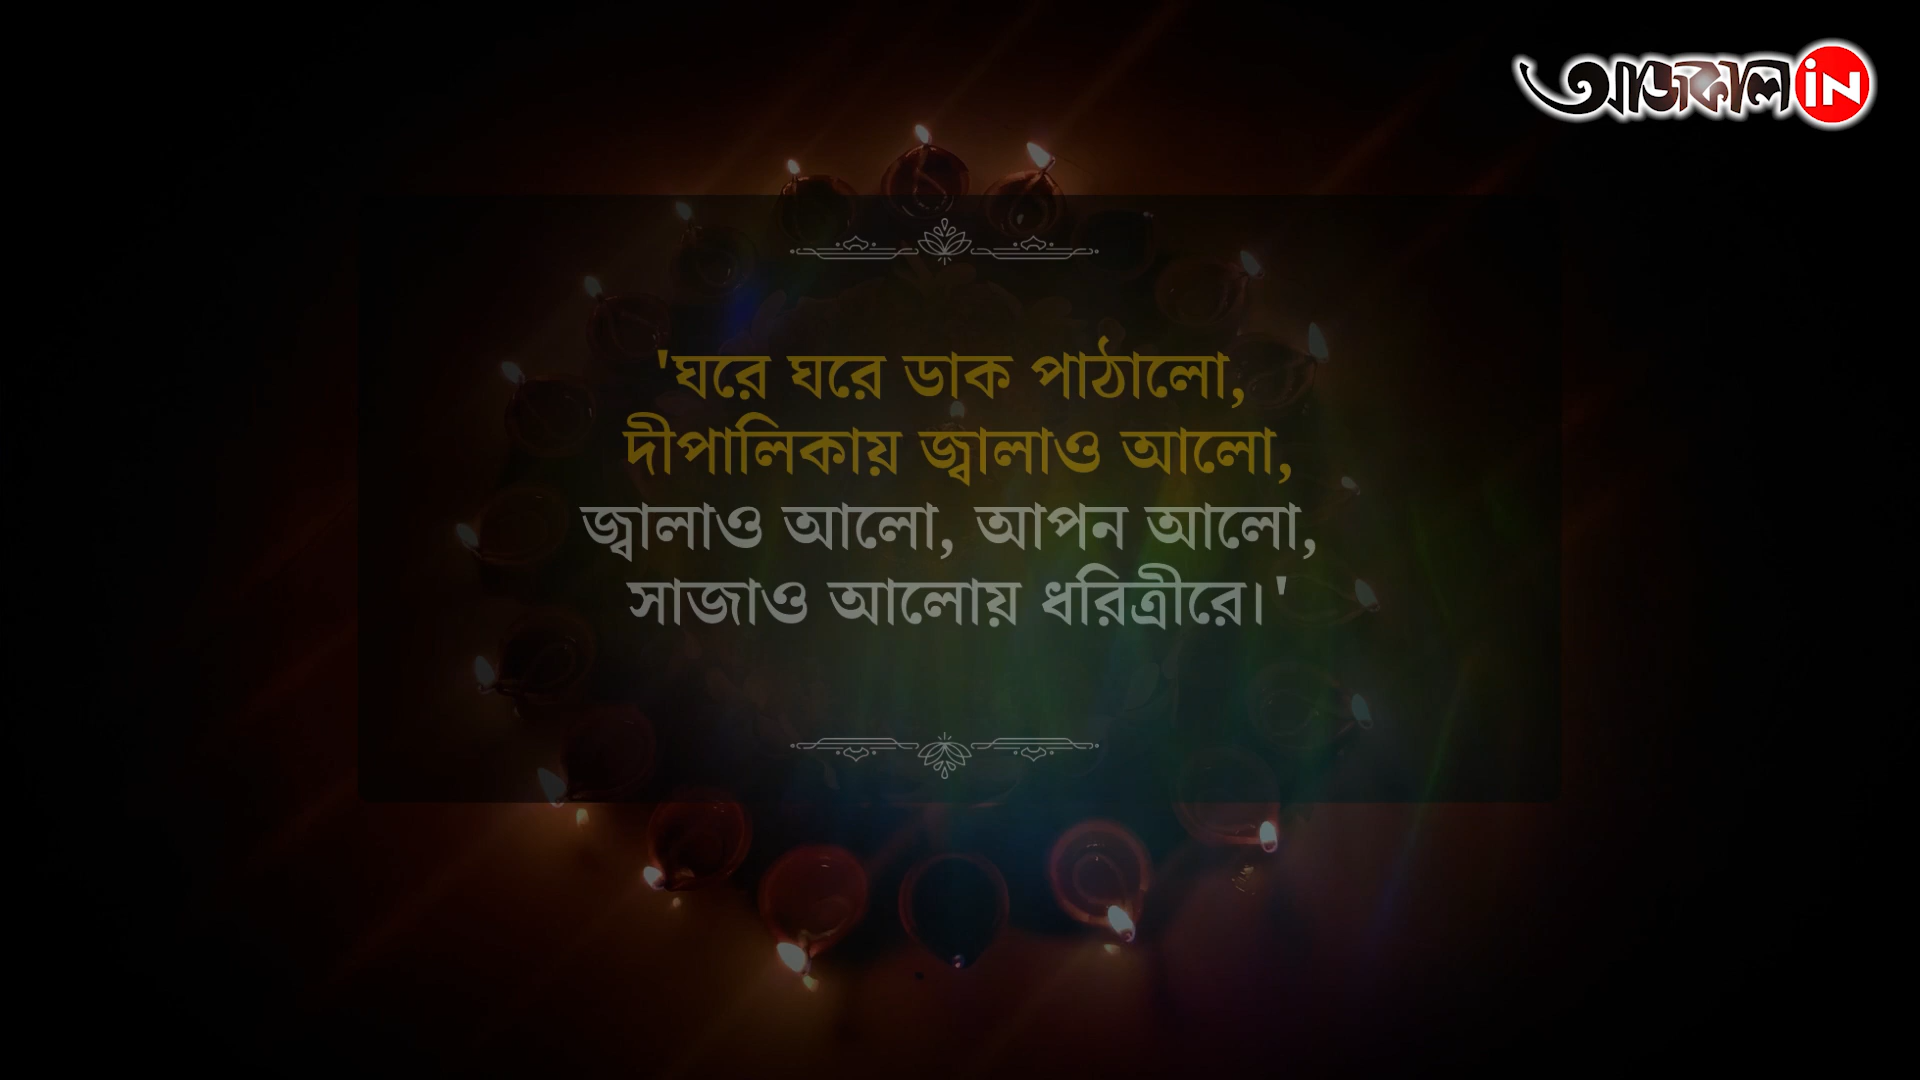 আজকাল IN
'ঘরে ঘরে ডাক পাঠালো,
দীপালিকায় জ্বালাও আলো,
জ্বালাও আলো, আপন আলো,
সাজাও আলোয় ধরিত্রীরে।'